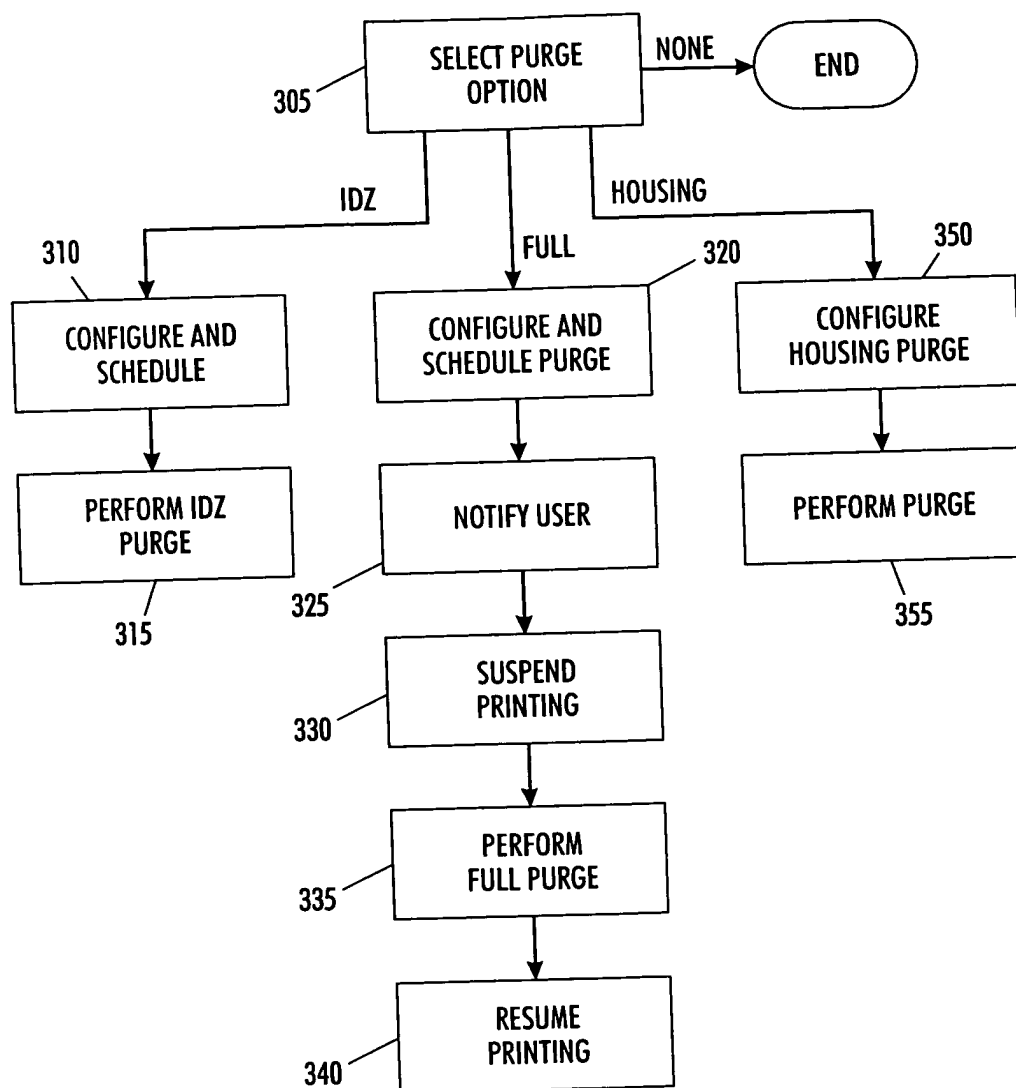 SELECT PURGE
OPTION
305
NONE
END
IDZ
FULL
HOUSING
310
CONFIGURE AND
SCHEDULE
320
CONFIGURE AND
SCHEDULE PURGE
350
CONFIGURE
HOUSING PURGE
PERFORM IDZ
PURGE
315
NOTIFY USER
325
PERFORM PURGE
355
SUSPEND
PRINTING
330
PERFORM
FULL PURGE
335
RESUME
PRINTING
340